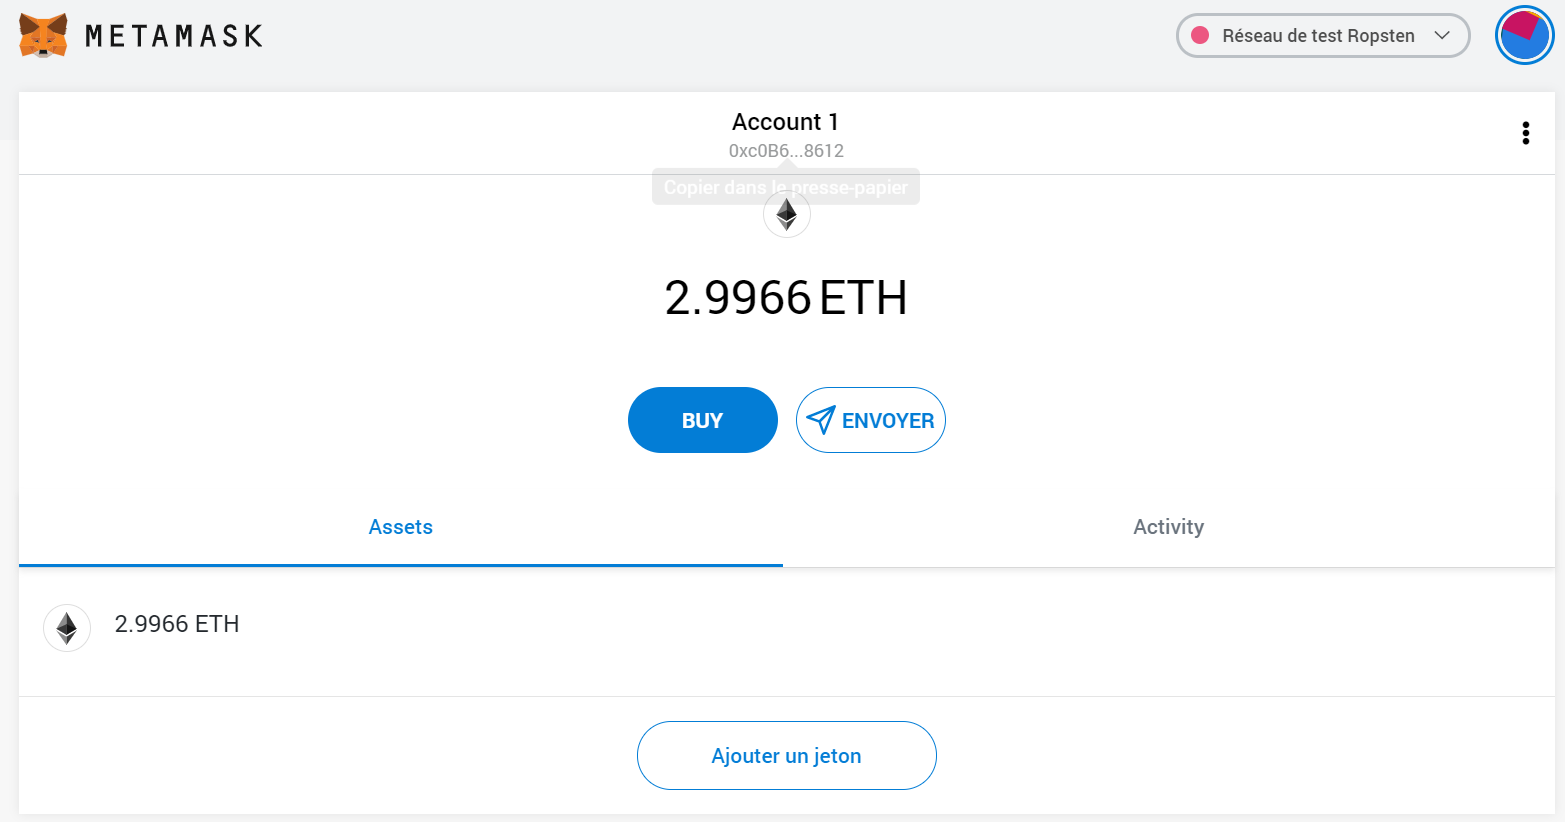 METAMASK
Réseau de test Ropsten
Account 1
0xc0B6...8612
Copier dans le presse-papier
2.9966 ETH
BUY
ENVOYER
Assets
Activity
2.9966 ETH
Ajouter un jeton